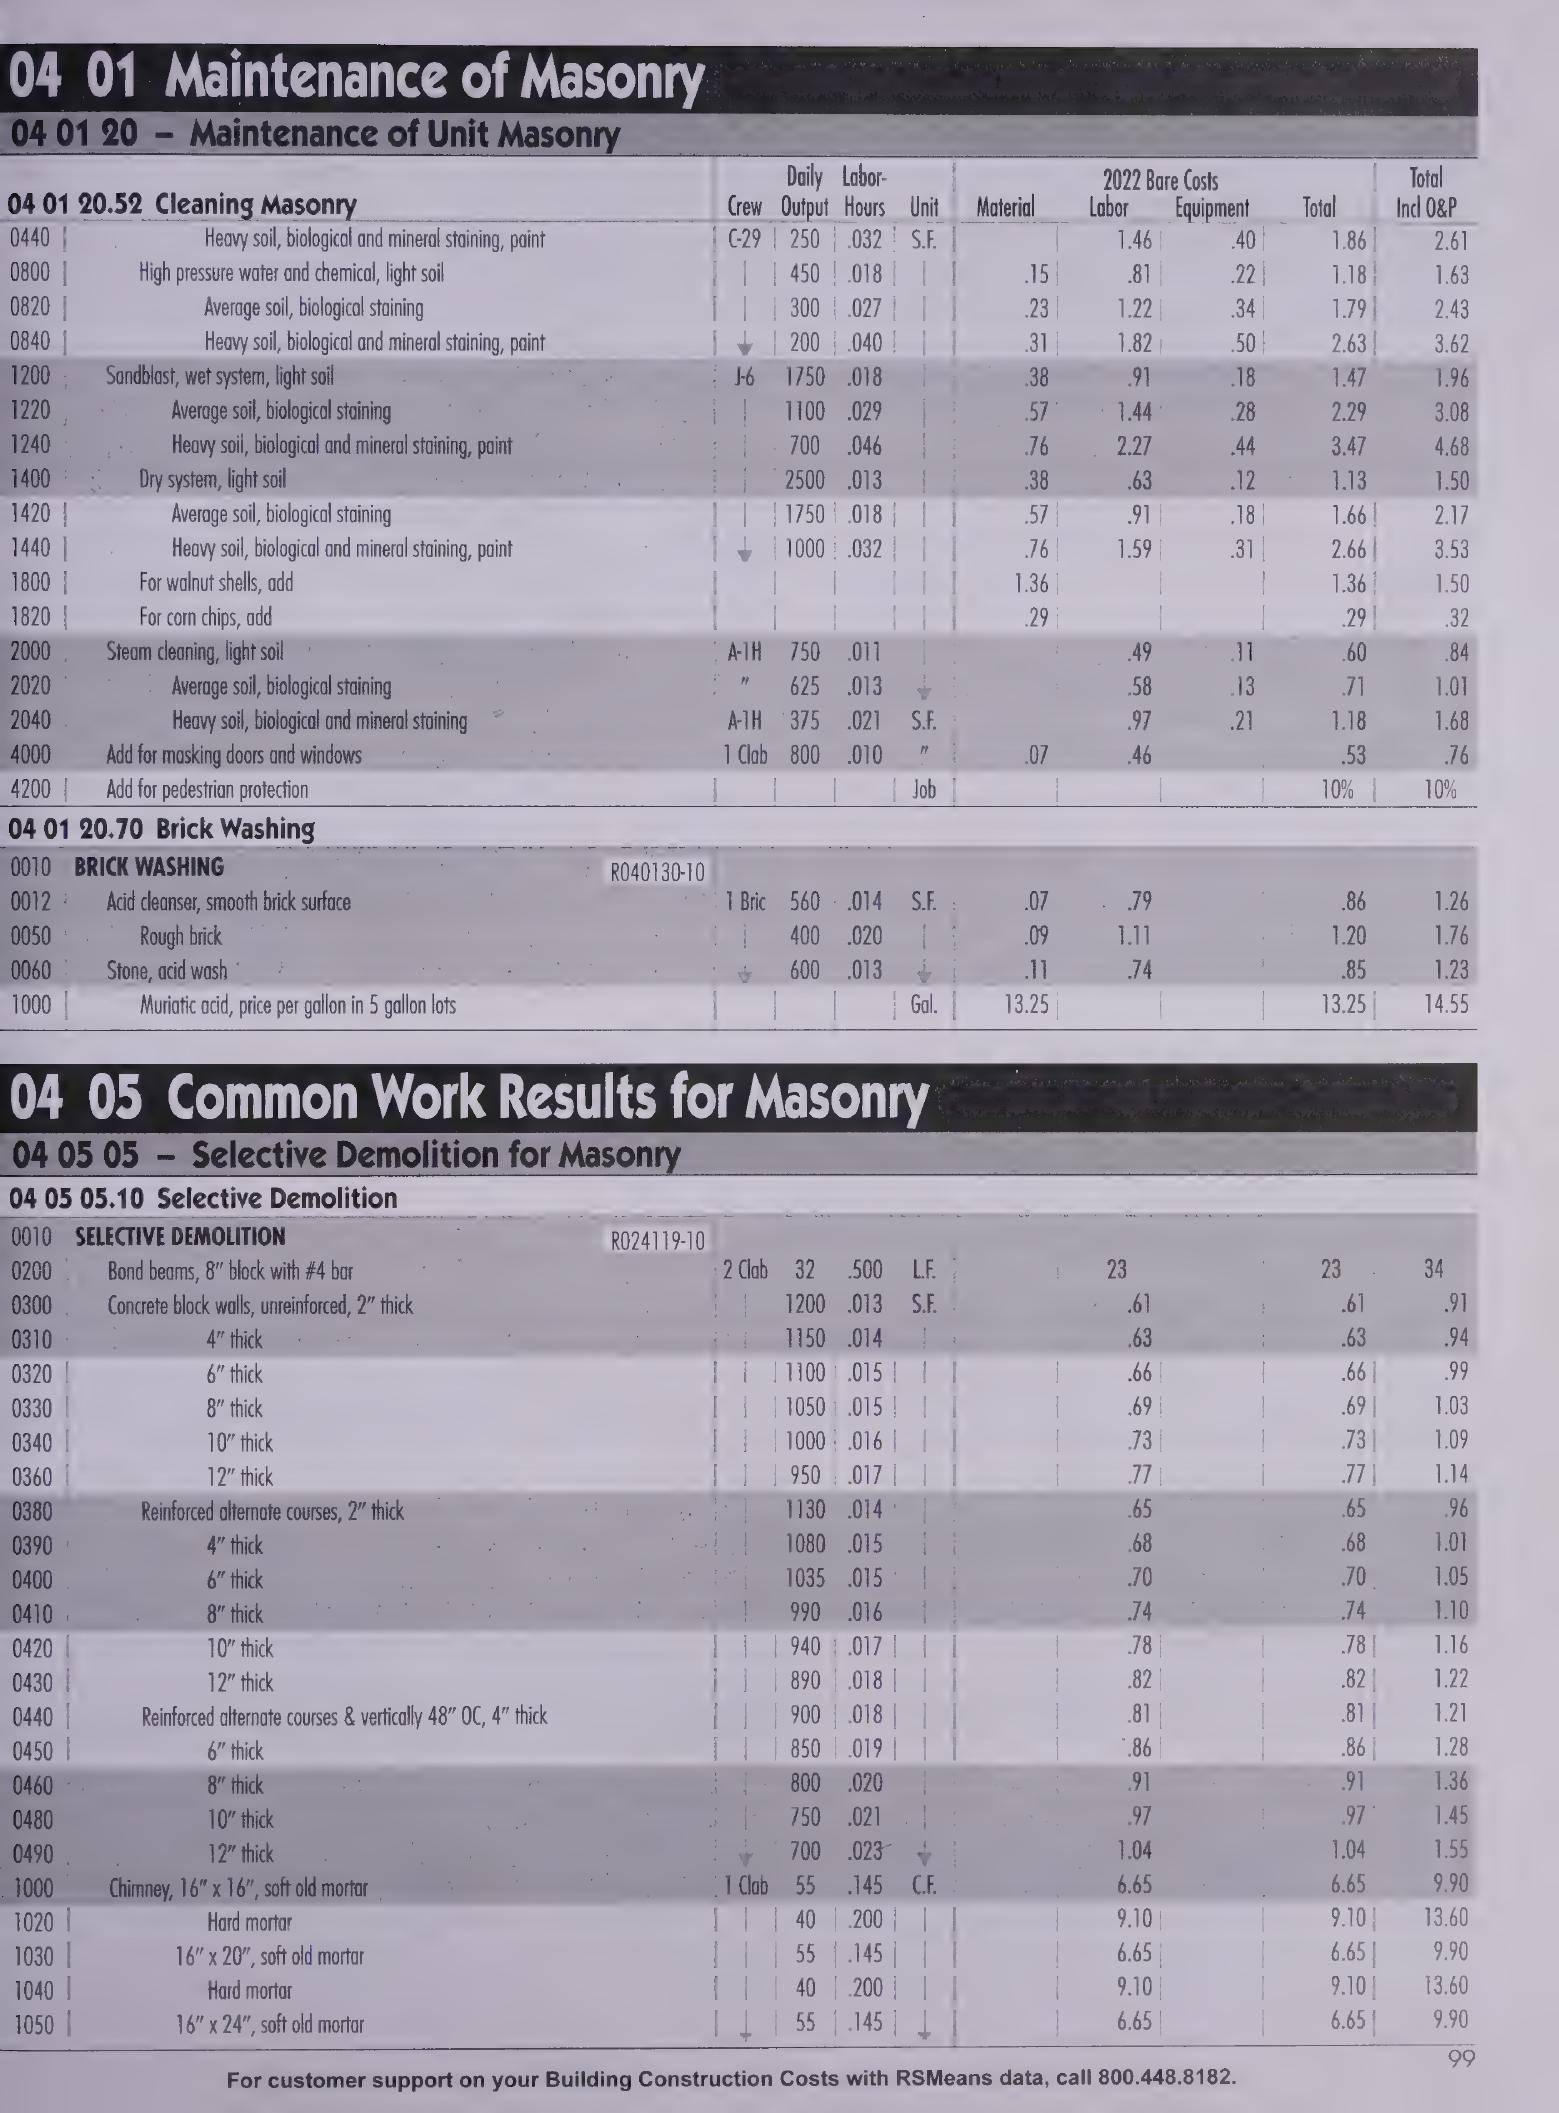 04 01 Maintenance of Masonry
04 01 20 – Maintenance of Unit Masonry
04 01 20.52 Cleaning Masonry Crew Daily Output Labor-Hours Unit Material Labor Equipment Total Total Incl O&P
2022 Bare Costs
0440 Heavy soil, biological and mineral staining, paint C-29 250 .032 S.F. 1.46 .40 1.86 2.61
0800 High pressure water and chemical, light soil 450 .018 .15 .81 .22 1.18 1.63
0820 Average soil, biological staining 300 .027 .23 1.22 .34 1.79 2.43
0840 Heavy soil, biological and mineral staining, paint 200 .040 .31 1.82 .50 2.63 3.62
1200 Sandblast, wet system, light soil J-6 1750 .018 .38 .91 .18 1.47 1.96
1220 Average soil, biological staining 1100 .029 .57 1.44 .28 2.29 3.08
1240 Heavy soil, biological and mineral staining, paint 700 .046 .76 2.27 .44 3.47 4.68
1400 Dry system, light soil 2500 .013 .38 .63 .12 1.13 1.50
1420 Average soil, biological staining 1750 .018 .57 .91 .18 1.66 2.17
1440 Heavy soil, biological and mineral staining, paint 1000 .032 .76 1.59 .31 2.66 3.53
1800 For walnut shells, add 1.36 1.36 1.50
1820 For corn chips, add .29 .29 .32
2000 Steam cleaning, light soil A-1H 750 .011 .49 .11 .60 .84
2020 Average soil, biological staining " 625 .013 .58 .13 .71 1.01
2040 Heavy soil, biological and mineral staining A-1H 375 .021 S.F. .97 .21 1.18 1.68
4000 Add for masking doors and windows 1 Clab 800 .010 " .07 .46 .53 .76
4200 Add for pedestrian protection Job 10% 10%
04 01 20.70 Brick Washing
0010 BRICK WASHING R040130-10
0012 Acid cleanser, smooth brick surface 1 Bric 560 .014 S.F. .07 .79 .86 1.26
0050 Rough brick 400 .020 .09 1.11 1.20 1.76
0060 Stone, acid wash 600 .013 .11 .74 .85 1.23
1000 Muriatic acid, price per gallon in 5 gallon lots Gal. 13.25 13.25 14.55
04 05 Common Work Results for Masonry
04 05 05 – Selective Demolition for Masonry
04 05 05.10 Selective Demolition
0010 SELECTIVE DEMOLITION R024119-10
0200 Bond beams, 8" block with #4 bar 2 Clab 32 .500 L.F. 23 23 34
0300 Concrete block walls, unreinforced, 2" thick 1200 .013 S.F. .61 .61 .91
0310 4" thick 1150 .014 .63 .63 .94
0320 6" thick 1100 .015 .66 .66 .99
0330 8" thick 1050 .015 .69 .69 1.03
0340 10" thick 1000 .016 .73 .73 1.09
0360 12" thick 950 .017 .77 .77 1.14
0380 Reinforced alternate courses, 2" thick 1130 .014 .65 .65 .96
0390 4" thick 1080 .015 .68 .68 1.01
0400 6" thick 1035 .015 .70 .70 1.05
0410 8" thick 990 .016 .74 .74 1.10
0420 10" thick 940 .017 .78 .78 1.16
0430 12" thick 890 .018 .82 .82 1.22
0440 Reinforced alternate courses & vertically 48" OC, 4" thick 900 .018 .81 .81 1.21
0450 6" thick 850 .019 .86 .86 1.28
0460 8" thick 800 .020 .91 .91 1.36
0480 10" thick 750 .021 .97 .97 1.45
0490 12" thick 700 .023 1.04 1.04 1.55
1000 Chimney, 16" x 16", soft old mortar 1 Clab 55 .145 C.F. 6.65 6.65 9.90
1020 Hard mortar 40 .200 9.10 9.10 13.60
1030 16" x 20", soft old mortar 55 .145 6.65 6.65 9.90
1040 Hard mortar 40 .200 9.10 9.10 13.60
1050 16" x 24", soft old mortar 55 .145 6.65 6.65 9.90
99
For customer support on your Building Construction Costs with RSMeans data, call 800.448.8182.